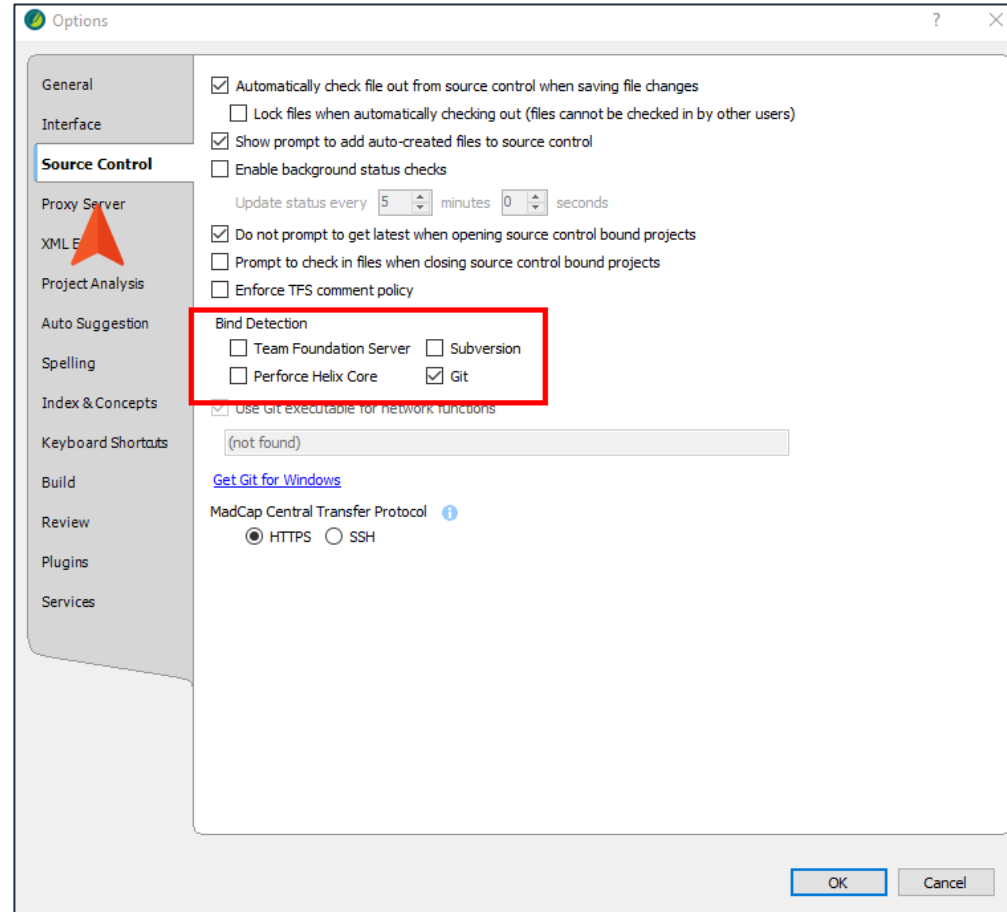 Options
General
Interface
Source Control
Proxy Server
XML E
Project Analysis
Auto Suggestion
Spelling
Index & Concepts
Keyboard Shortcuts
Build
Review
Plugins
Services
Automatically check file out from source control when saving file changes
Lock files when automatically checking out (files cannot be checked in by other users)
Show prompt to add auto-created files to source control
Enable background status checks
Update status every 5 minutes 0 seconds
Do not prompt to get latest when opening source control bound projects
Prompt to check in files when closing source control bound projects
Enforce TFS comment policy
Bind Detection
Team Foundation Server Subversion
Perforce Helix Core Git
Use Git executable for network functions
(not found)
Get Git for Windows
MadCap Central Transfer Protocol
HTTPS SSH
OK Cancel